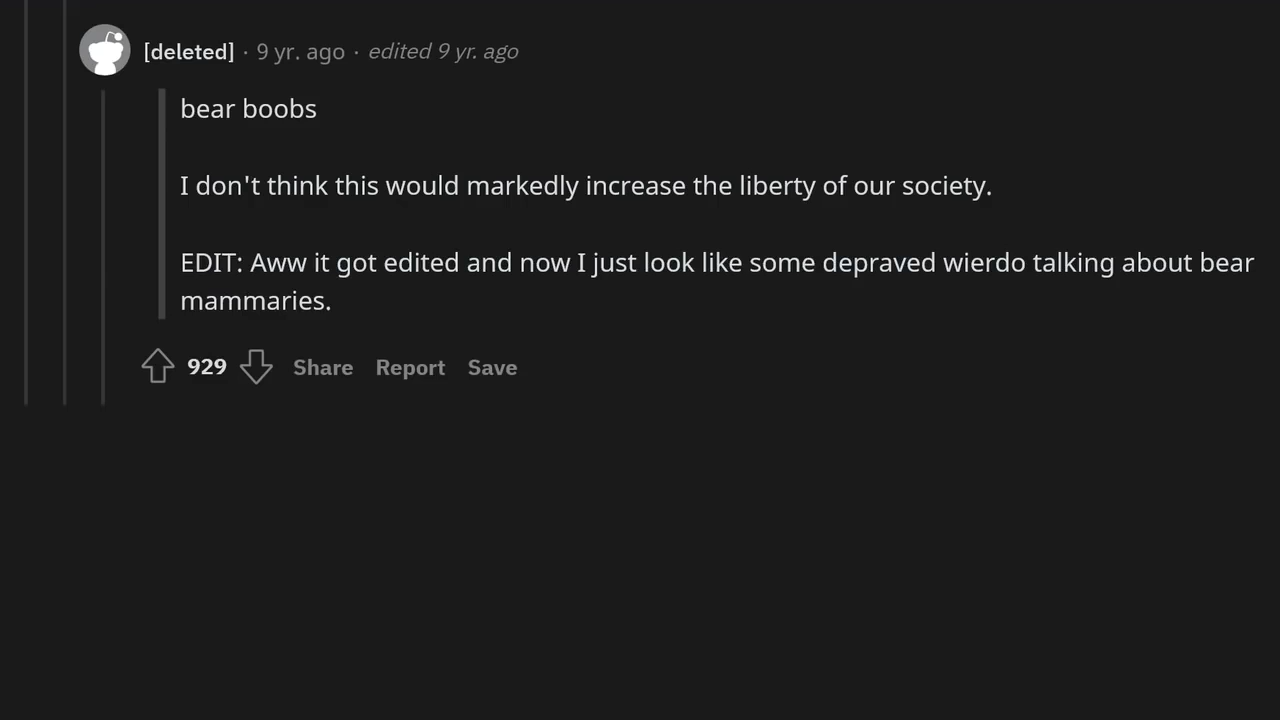 [deleted] · 9 yr. ago · edited 9 yr. ago
bear boobs
I don't think this would markedly increase the liberty of our society.
EDIT: Aww it got edited and now I just look like some depraved wierdo talking about bear
mammaries.
929 Share Report Save